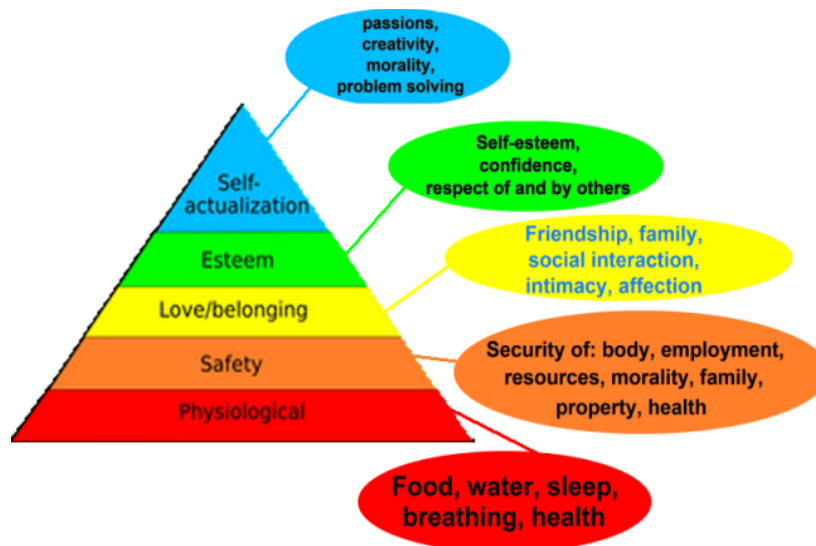 passions,
creativity,
morality,
problem solving
Self-
actualization
Self-esteem,
confidence,
respect of and by others
Esteem
Friendship, family,
social interaction,
intimacy, affection
Love/belonging
Safety
Security of: body, employment,
resources, morality, family,
property, health
Physiological
Food, water, sleep,
breathing, health